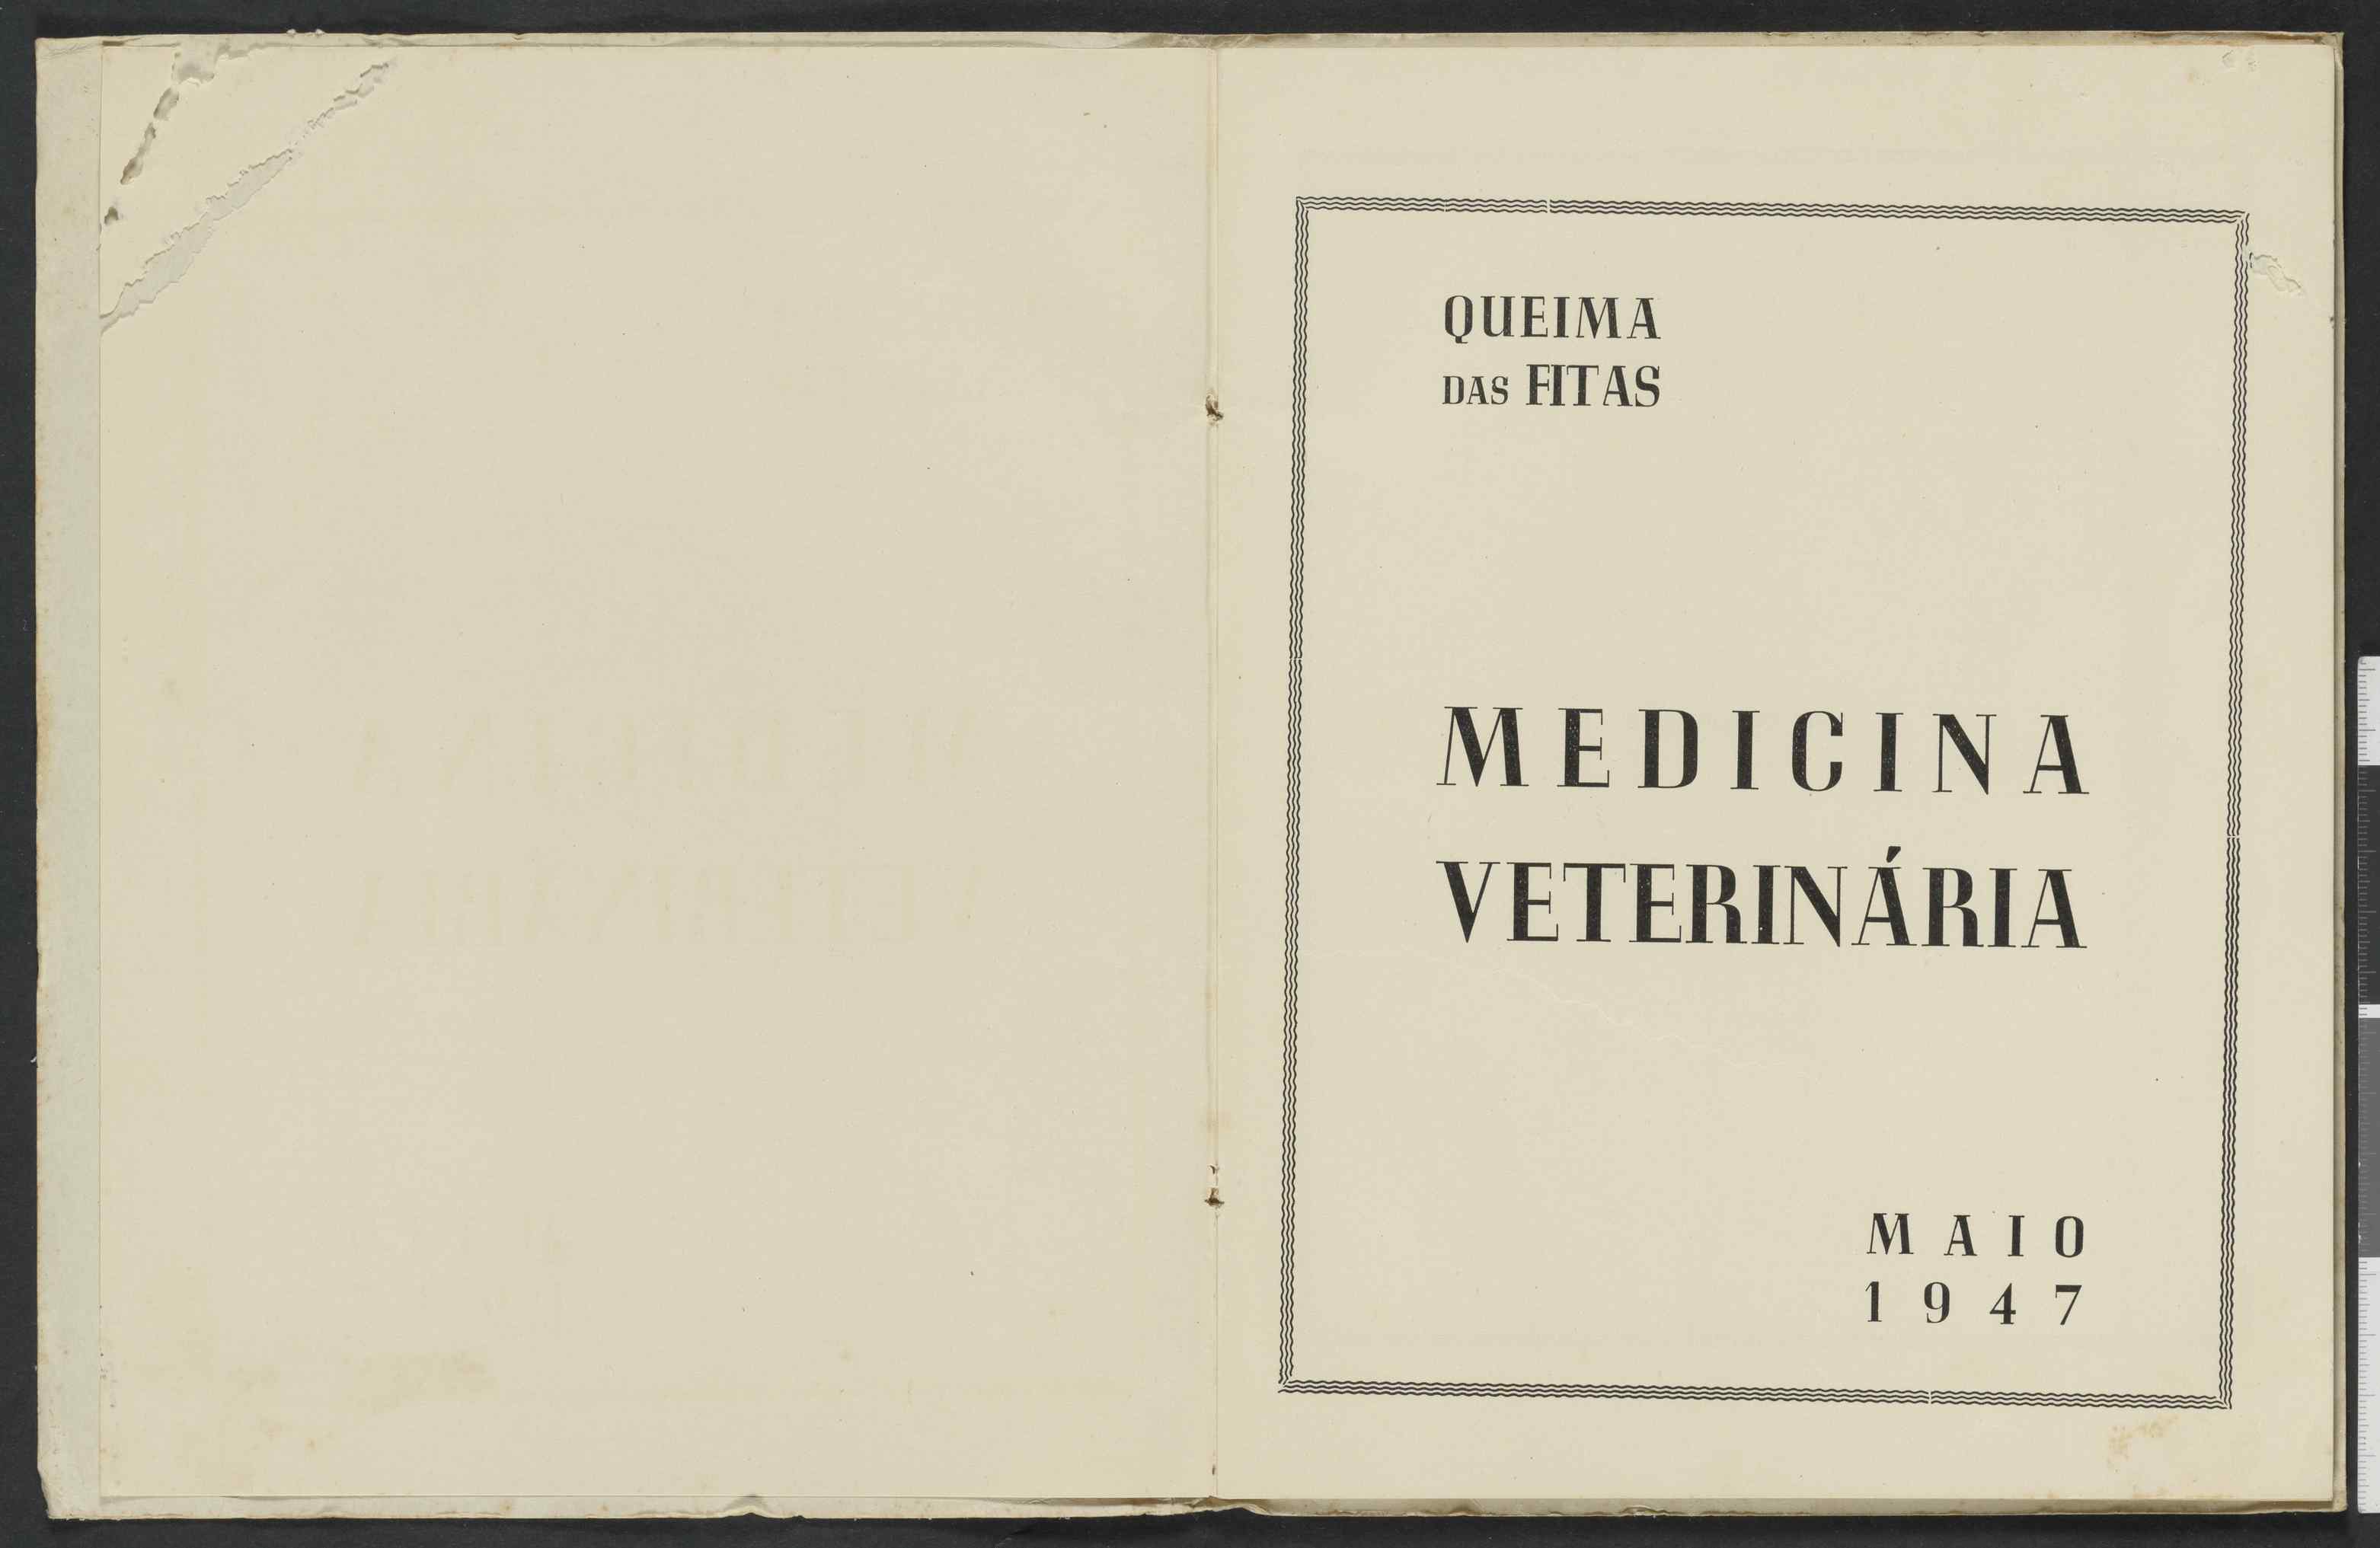 QUEIMA
DAS FITAS
MEDICINA
VETERINÁRIA
MAIO
1947